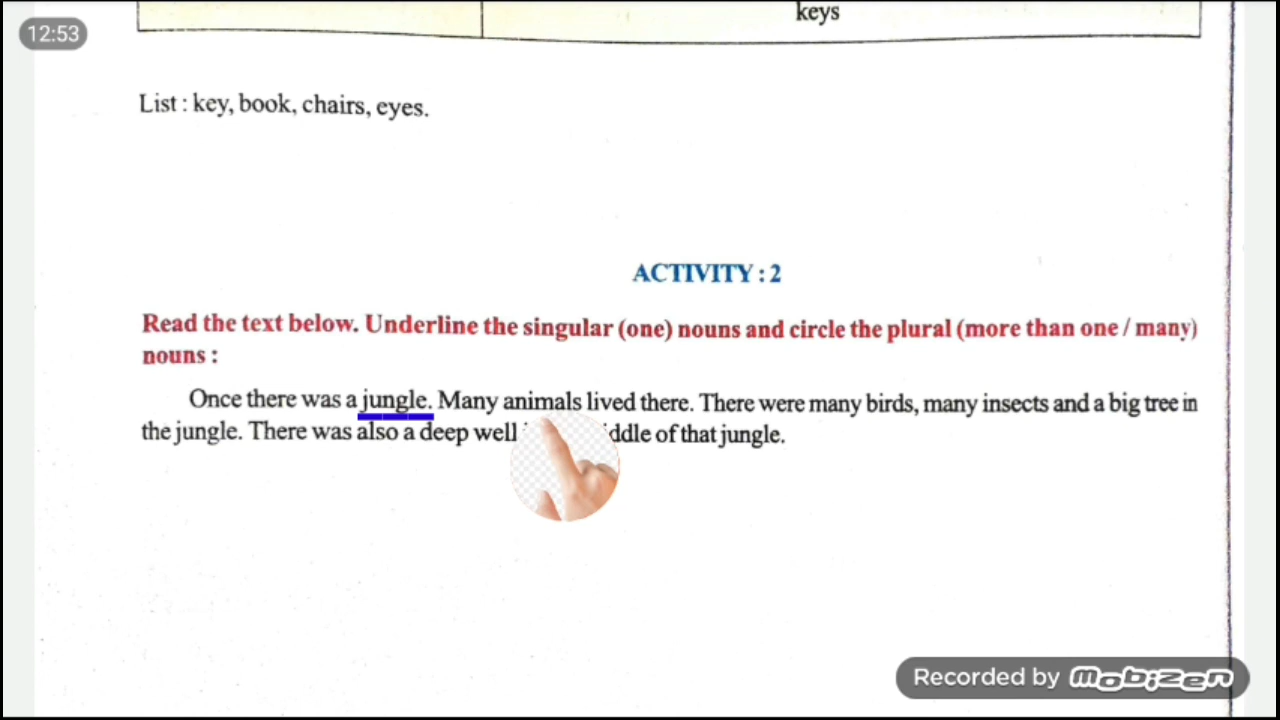 keys
12:53
List : key, book, chairs, eyes.
ACTIVITY : 2
Read the text below. Underline the singular (one) nouns and circle the plural (more than one / many)
nouns :
Once there was a jungle. Many animals lived there. There were many birds, many insects and a big tree in
the jungle. There was also a deep well of that jungle.
Recorded by Mobizen